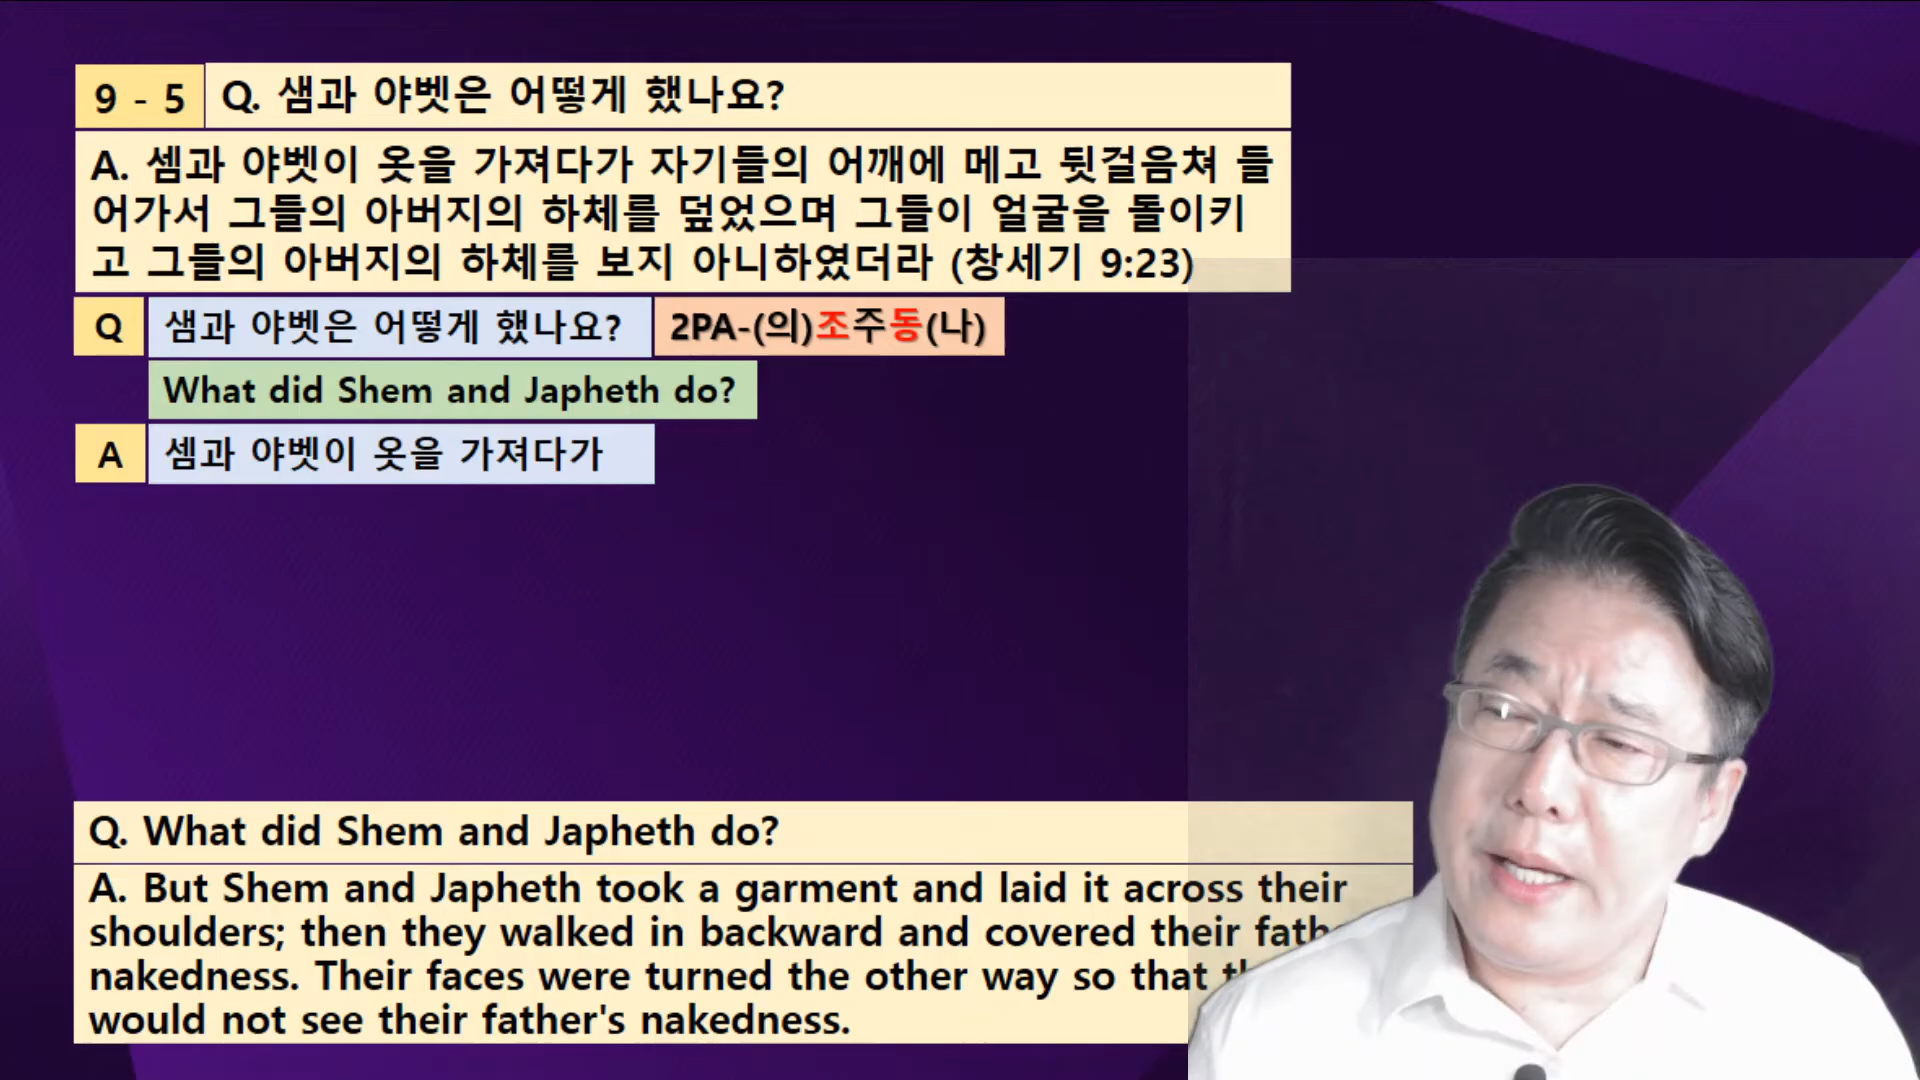 9 - 5
Q. 샘과 야벳은 어떻게 했나요?
A. 셈과 야벳이 옷을 가져다가 자기들의 어깨에 메고 뒷걸음쳐 들
어가서 그들의 아버지의 하체를 덮었으며 그들이 얼굴을 돌이키
고 그들의 아버지의 하체를 보지 아니하였더라 (창세기 9:23)
Q
샘과 야벳은 어떻게 했나요?
2PA-(의)조주동(나)
What did Shem and Japheth do?
A
셈과 야벳이 옷을 가져다가
Q. What did Shem and Japheth do?
A. But Shem and Japheth took a garment and laid it across their
shoulders; then they walked in backward and covered their
nakedness. Their faces were turned the other way so that
would not see their father's nakedness.